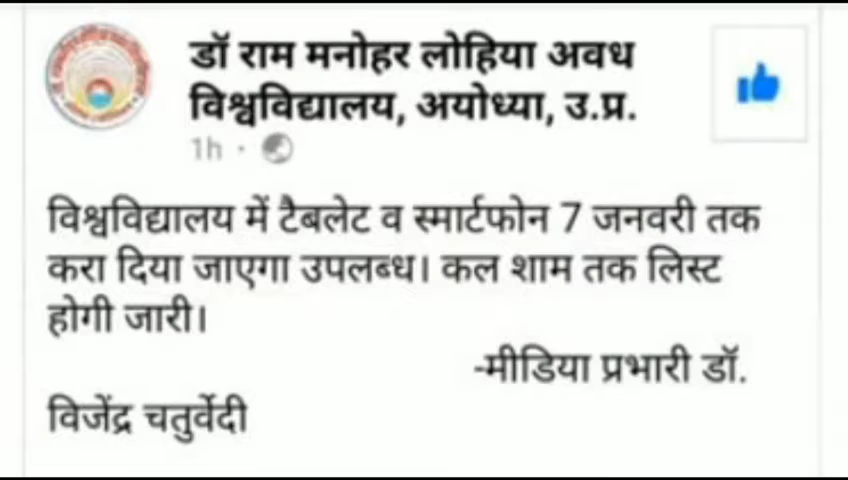 डॉ राम मनोहर लोहिया अवध
विश्वविद्यालय, अयोध्या, उ.प्र.
1h ·
विश्वविद्यालय में टैबलेट व स्मार्टफोन 7 जनवरी तक
करा दिया जाएगा उपलब्ध। कल शाम तक लिस्ट
होगी जारी।
-मीडिया प्रभारी डॉ.
विजेंद्र चतुर्वेदी